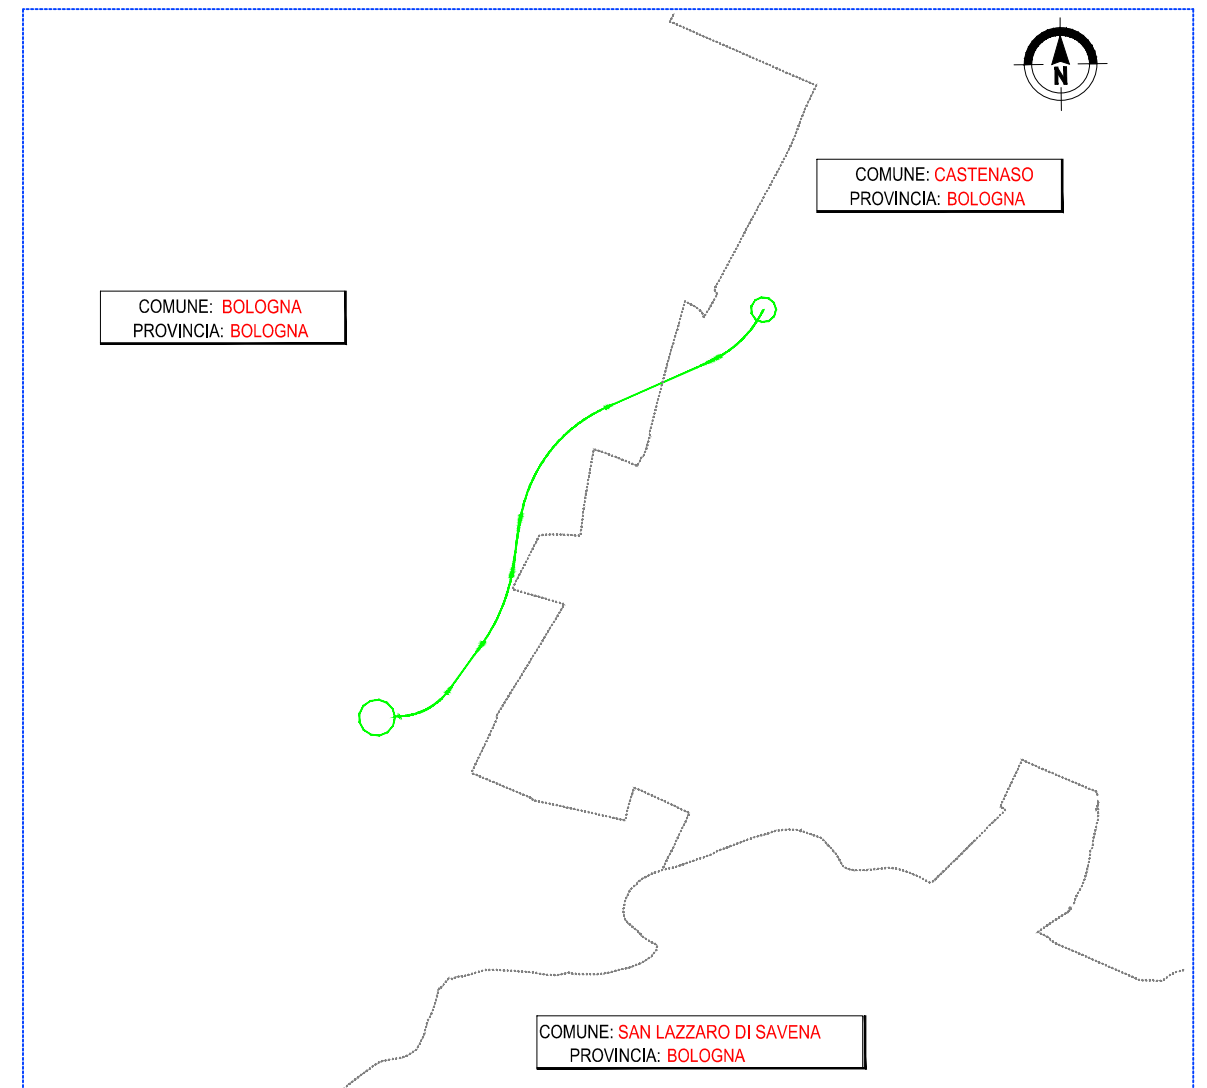 N
COMUNE: CASTENASO
PROVINCIA: BOLOGNA
COMUNE: BOLOGNA
PROVINCIA: BOLOGNA
COMUNE: SAN LAZZARO DI SAVENA
PROVINCIA: BOLOGNA